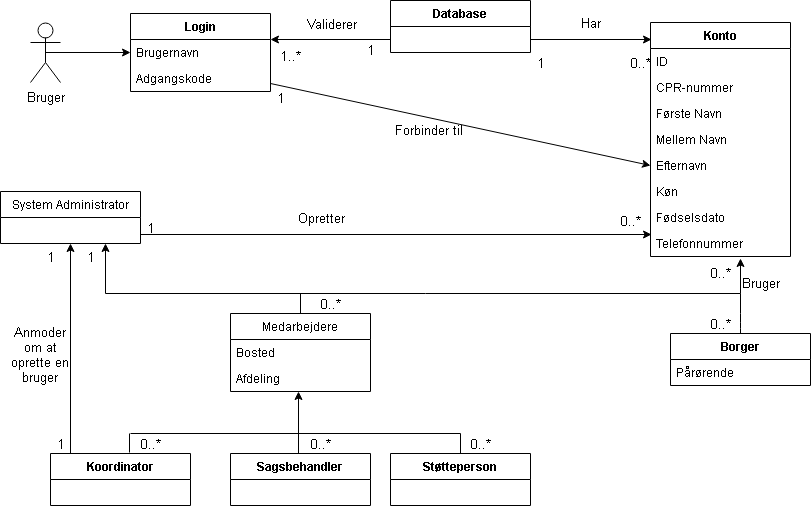 Database
Login
Validerer
Har
Konto
Brugernavn
1..*
1
1
0..*
ID
Adgangskode
CPR-nummer
Bruger
1
Første Navn
Forbinder til
Mellem Navn
Efternavn
Køn
System Administrator
Opretter
0..*
Fødselsdato
1
Telefonnummer
1
1
0..*
Bruger
0..*
0..*
Anmoder
om at
oprette en
bruger
Medarbejdere
Bosted
Afdeling
Borger
Pårørende
1
0..*
0..*
0..*
Koordinator
Sagsbehandler
Støtteperson